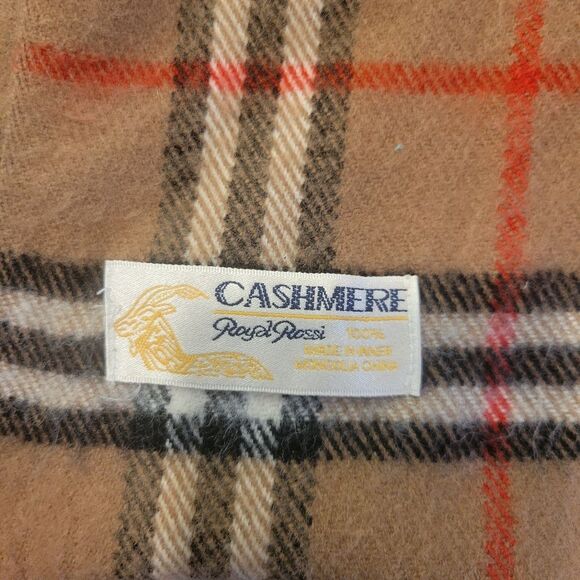 CASHMERE
Royal Rossi 100%
MADE IN INNER
MONGOLIA CHINA